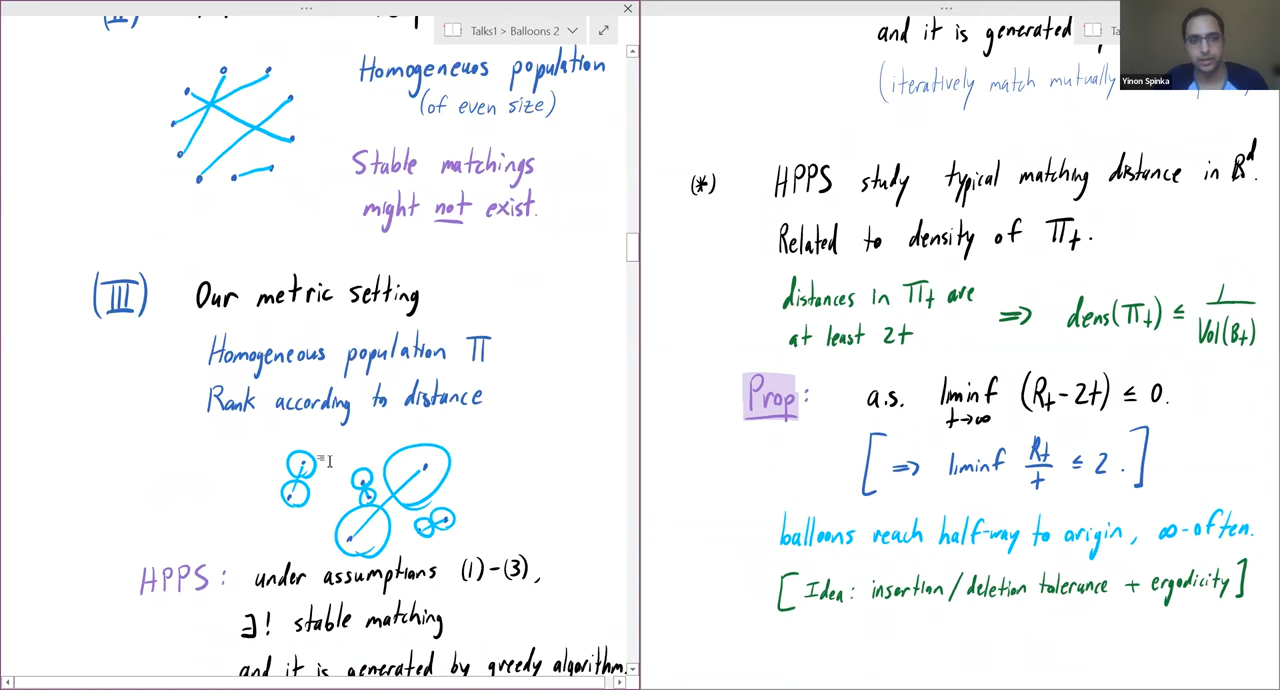 (II)
Talks1 > Balloons 2
Homogeneus population
(of even size)
Stable matchings
might not exist.
(III) Our metric setting
Homogeneous population Π
Rank according to distance
HPPS: under assumptions (1)-(3),
∃! stable matching
and it is generated by greedy algorithm.
and it is generated
(iteratively match mutually
Yinon Spinka
(*) HPPS study typical matching distance in ℝᵈ.
Related to density of Π_t.
distances in Π_t are
at least 2t
⟹ dens(Π_t) ≤ 1/Vol(B_t)
Prop: a.s. liminf_{t→∞} (R_t - 2t) ≤ 0.
[⟹ liminf R_t/t ≤ 2.]
balloons reach half-way to origin, ∞-often.
[Idea: insertion/deletion tolerance + ergodicity]